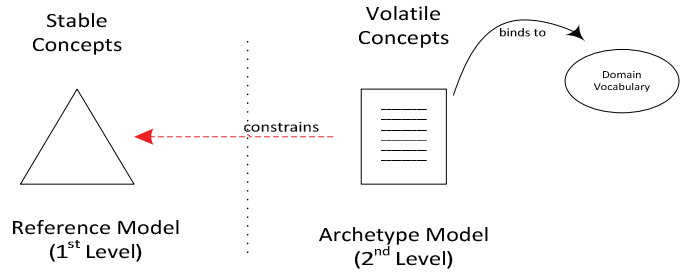 Stable
Concepts
Volatile
Concepts
binds to
Domain
Vocabulary
constrains
Reference Model
(1st Level)
Archetype Model
(2nd Level)